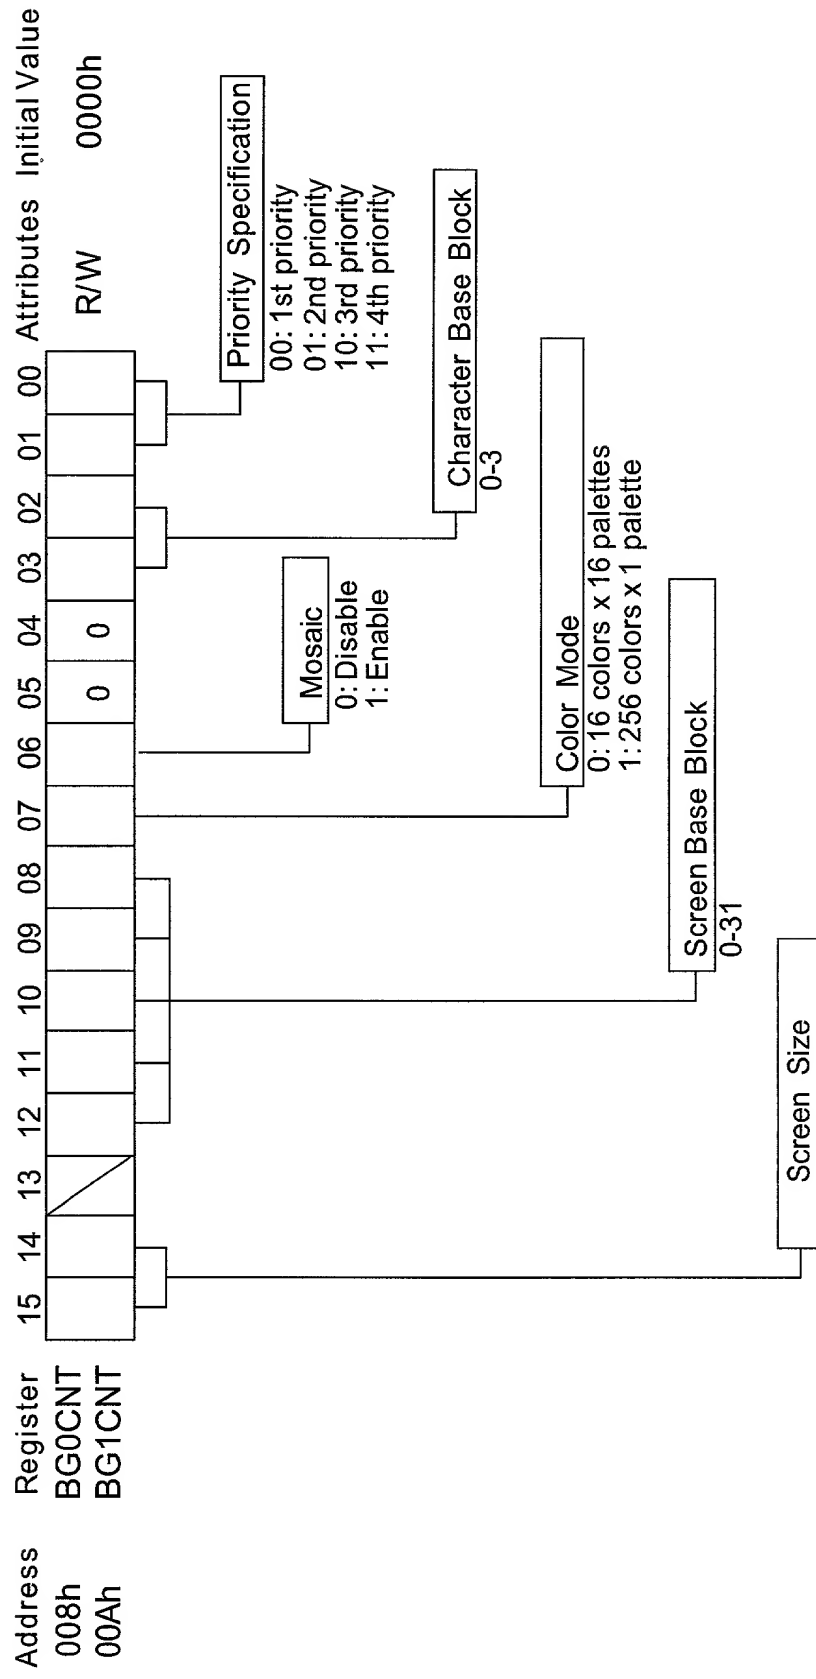 Address Register 15 14 13 12 11 10 09 08 07 06 05 04 03 02 01 00 Attributes Initial Value
008h BG0CNT 0 0 R/W 0000h
00Ah BG1CNT
Priority Specification
00:1st priority
01:2nd priority
10:3rd priority
11:4th priority
Mosaic
0:Disable
1:Enable
Character Base Block
0-3
Color Mode
0:16 colors x 16 palettes
1:256 colors x 1 palette
Screen Base Block
0-31
Screen Size